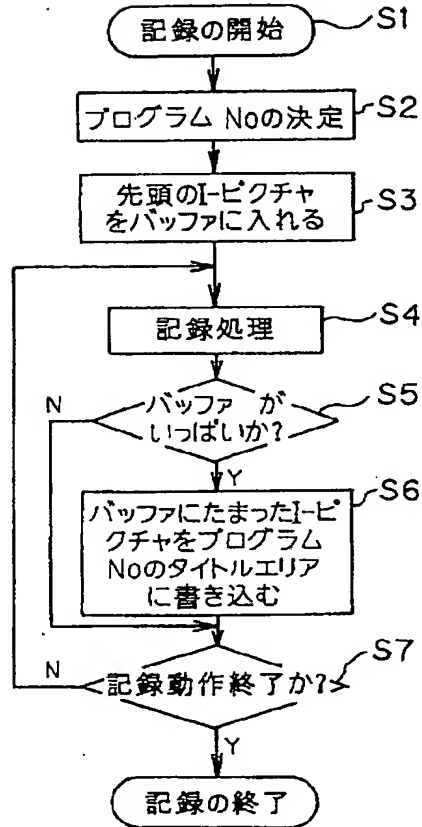 記録の開始
S1
プログラム Noの決定
S2
先頭のI-ピクチャ
をバッファに入れる
S3
記録処理
S4
バッファ が
いっぱいか?
S5
N
Y
バッファにたまったI-ピ
クチャをプログラム
Noのタイトルエリア
に書き込む
S6
記録動作終了か?
S7
N
Y
記録の終了